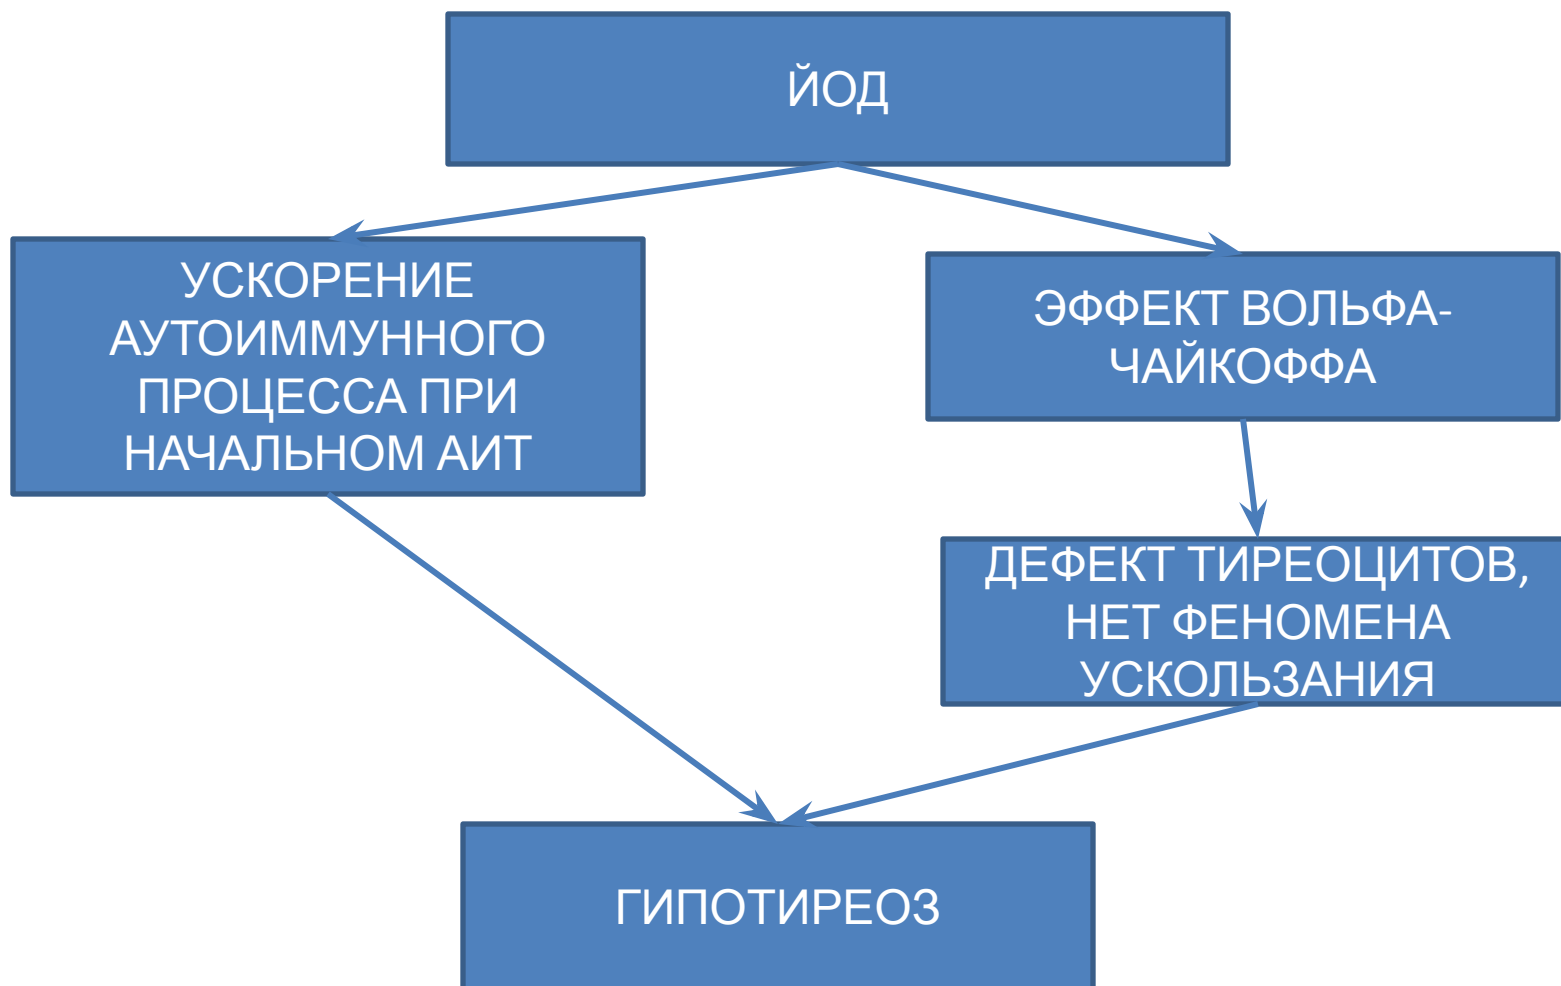 ЙОД
УСКОРЕНИЕ
АУТОИММУННОГО
ПРОЦЕССА ПРИ
НАЧАЛЬНОМ АИТ
ЭФФЕКТ ВОЛЬФА-
ЧАЙКОФФА
ДЕФЕКТ ТИРЕОЦИТОВ,
НЕТ ФЕНОМЕНА
УСКОЛЬЗАНИЯ
ГИПОТИРЕОЗ